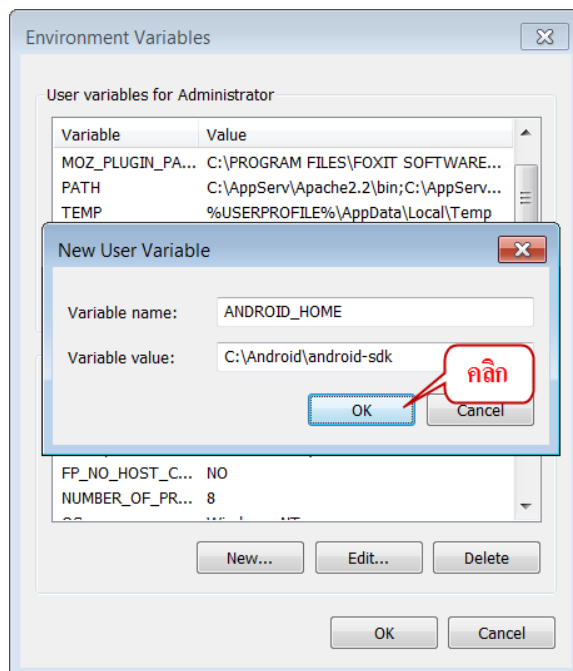 Environment Variables
User variables for Administrator
Variable Value
MOZ_PLUGIN_PA... C:\PROGRAM FILES\FOXIT SOFTWARE...
PATH C:\AppServ\Apache2.2\bin;C:\AppServ...
TEMP %USERPROFILE%\AppData\Local\Temp
New User Variable
Variable name: ANDROID_HOME
Variable value: C:\Android\android-sdk
คลิก
OK Cancel
FP_NO_HOST_C... NO
NUMBER_OF_PR... 8
New... Edit... Delete
OK Cancel